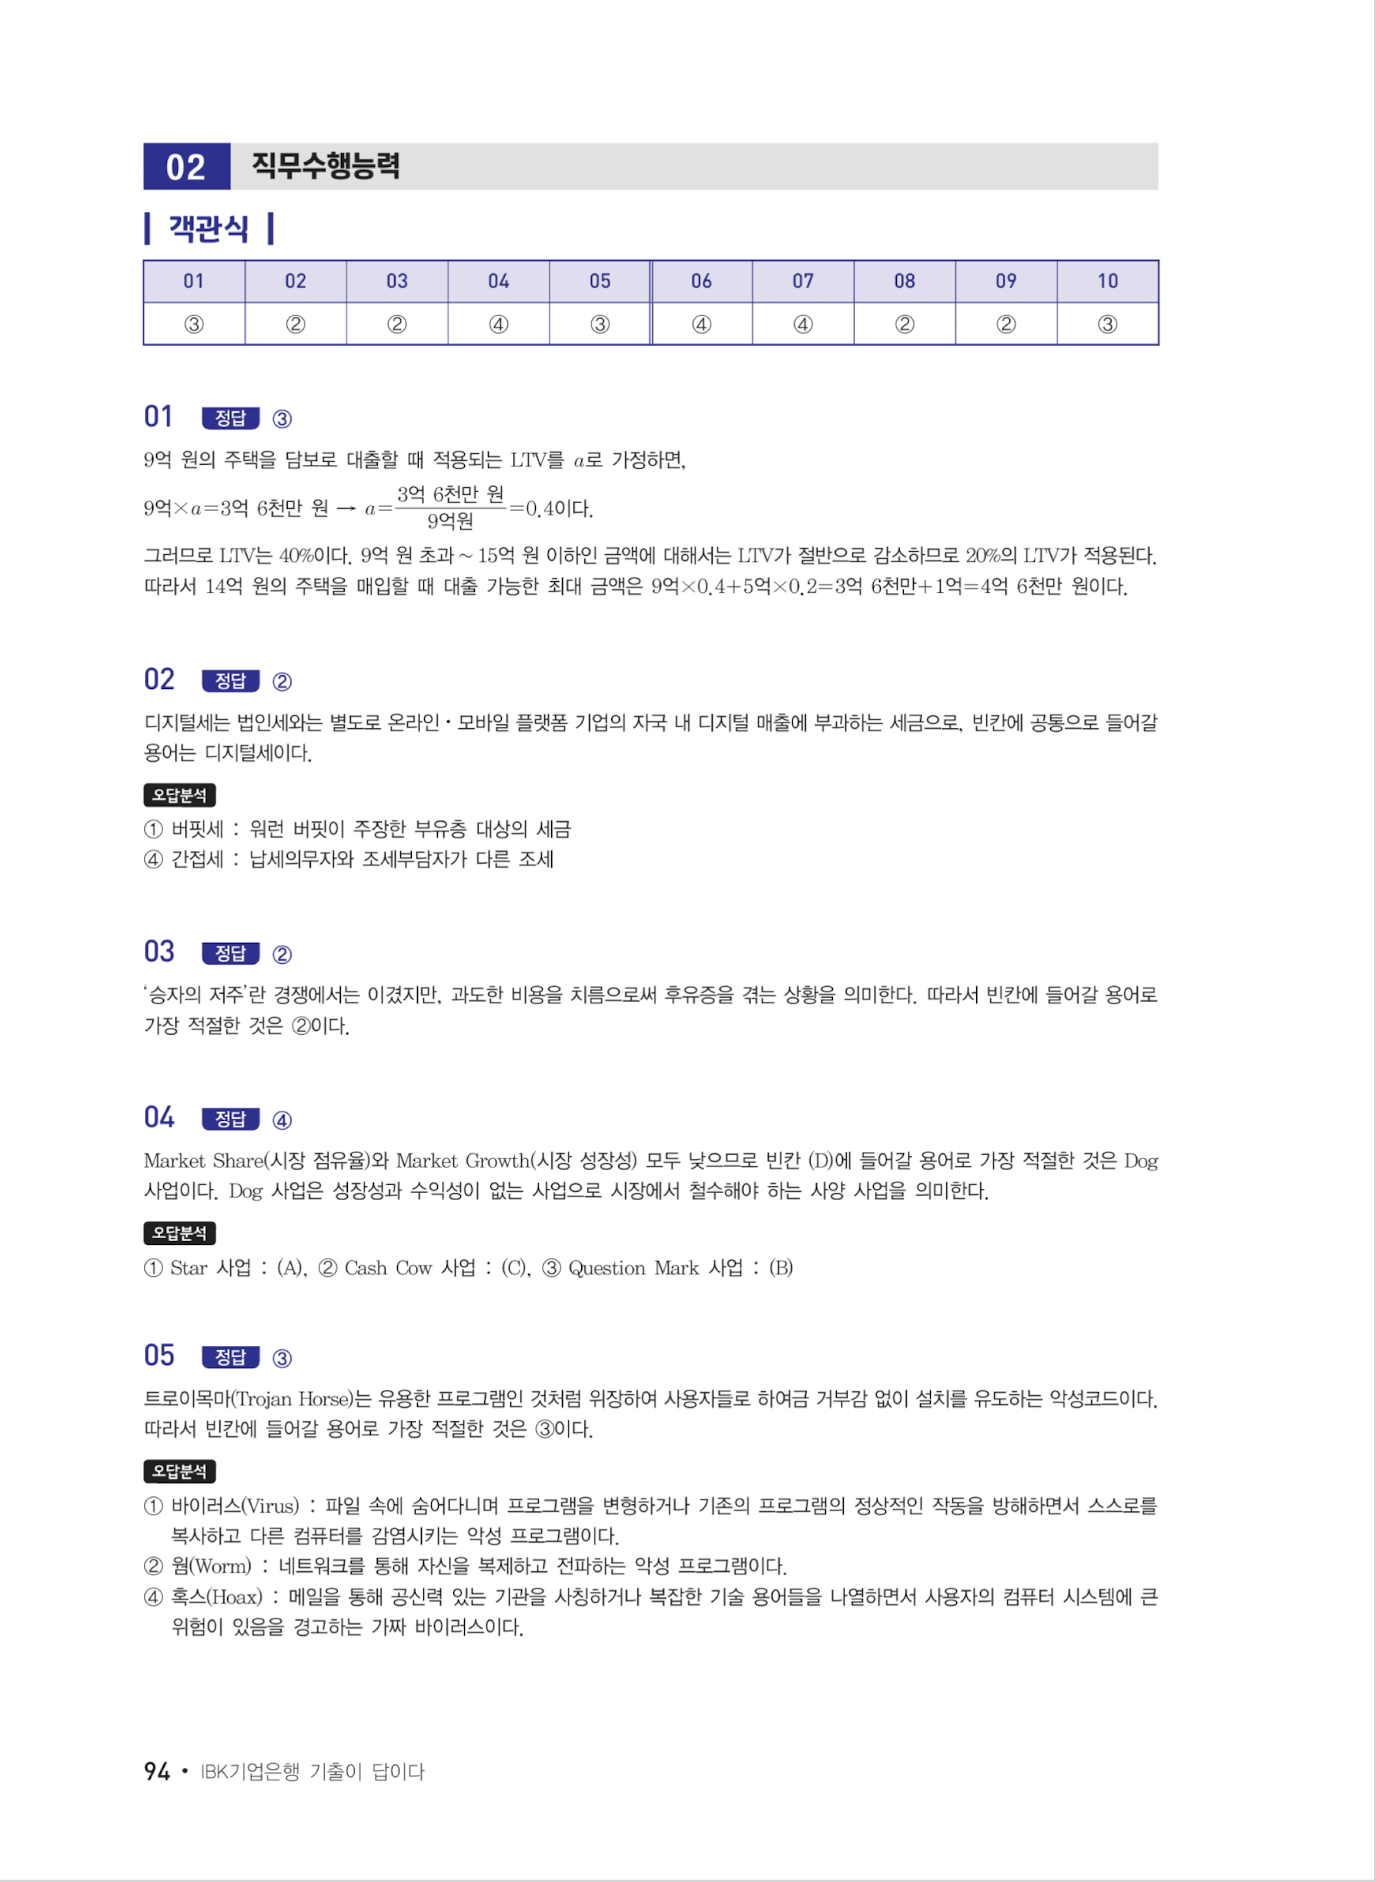 02 직무수행능력
객관식
01 02 03 04 05 06 07 08 09 10
③ ② ② ④ ③ ④ ④ ② ② ③
01 정답 ③
9억 원의 주택을 담보로 대출할 때 적용되는 LTV를 a로 가정하면,
9억×a=3억 6천만 원 → a=3억 6천만 원/9억원=0.4이다.
그러므로 LTV는 40%이다. 9억 원 초과~15억 원 이하인 금액에 대해서는 LTV가 절반으로 감소하므로 20%의 LTV가 적용된다.
따라서 14억 원의 주택을 매입할 때 대출 가능한 최대 금액은 9억×0.4+5억×0.2=3억 6천만+1억=4억 6천만 원이다.
02 정답 ②
디지털세는 법인세와는 별도로 온라인·모바일 플랫폼 기업의 자국 내 디지털 매출에 부과하는 세금으로, 빈칸에 공통으로 들어갈
용어는 디지털세이다.
오답분석
① 버핏세 : 워런 버핏이 주장한 부유층 대상의 세금
④ 간접세 : 납세의무자와 조세부담자가 다른 조세
03 정답 ②
‘승자의 저주’란 경쟁에서는 이겼지만, 과도한 비용을 치름으로써 후유증을 겪는 상황을 의미한다. 따라서 빈칸에 들어갈 용어로
가장 적절한 것은 ②이다.
04 정답 ④
Market Share(시장 점유율)와 Market Growth(시장 성장성) 모두 낮으므로 빈칸 (D)에 들어갈 용어로 가장 적절한 것은 Dog
사업이다. Dog 사업은 성장성과 수익성이 없는 사업으로 시장에서 철수해야 하는 사양 사업을 의미한다.
오답분석
① Star 사업 : (A), ② Cash Cow 사업 : (C), ③ Question Mark 사업 : (B)
05 정답 ③
트로이목마(Trojan Horse)는 유용한 프로그램인 것처럼 위장하여 사용자들로 하여금 거부감 없이 설치를 유도하는 악성코드이다.
따라서 빈칸에 들어갈 용어로 가장 적절한 것은 ③이다.
오답분석
① 바이러스(Virus) : 파일 속에 숨어다니며 프로그램을 변형하거나 기존의 프로그램의 정상적인 작동을 방해하면서 스스로를
복사하고 다른 컴퓨터를 감염시키는 악성 프로그램이다.
② 웜(Worm) : 네트워크를 통해 자신을 복제하고 전파하는 악성 프로그램이다.
④ 혹스(Hoax) : 메일을 통해 공신력 있는 기관을 사칭하거나 복잡한 기술 용어들을 나열하면서 사용자의 컴퓨터 시스템에 큰
위험이 있음을 경고하는 가짜 바이러스이다.
94 • IBK기업은행 기출이 답이다